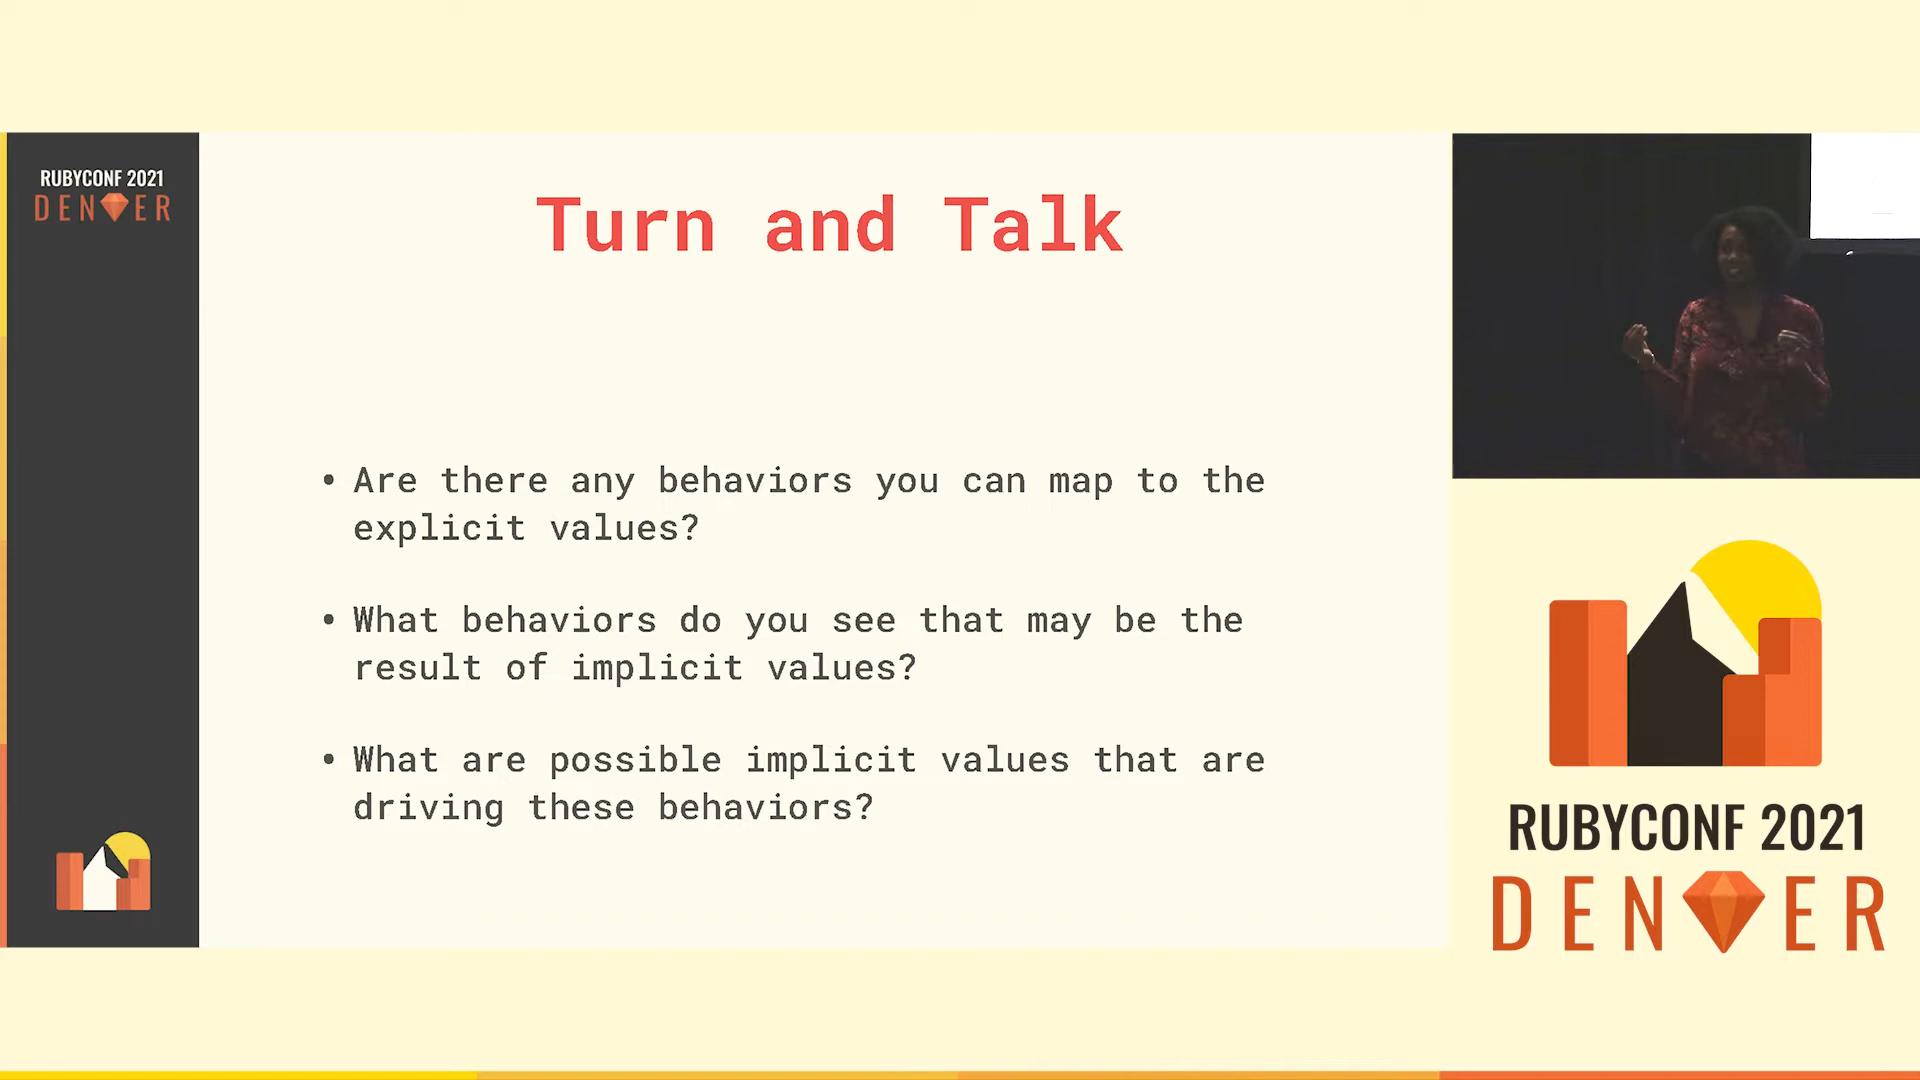 RUBYCONF 2021
DENVER
Turn and Talk
• Are there any behaviors you can map to the
explicit values?
• What behaviors do you see that may be the
result of implicit values?
• What are possible implicit values that are
driving these behaviors?
RUBYCONF 2021
DENVER